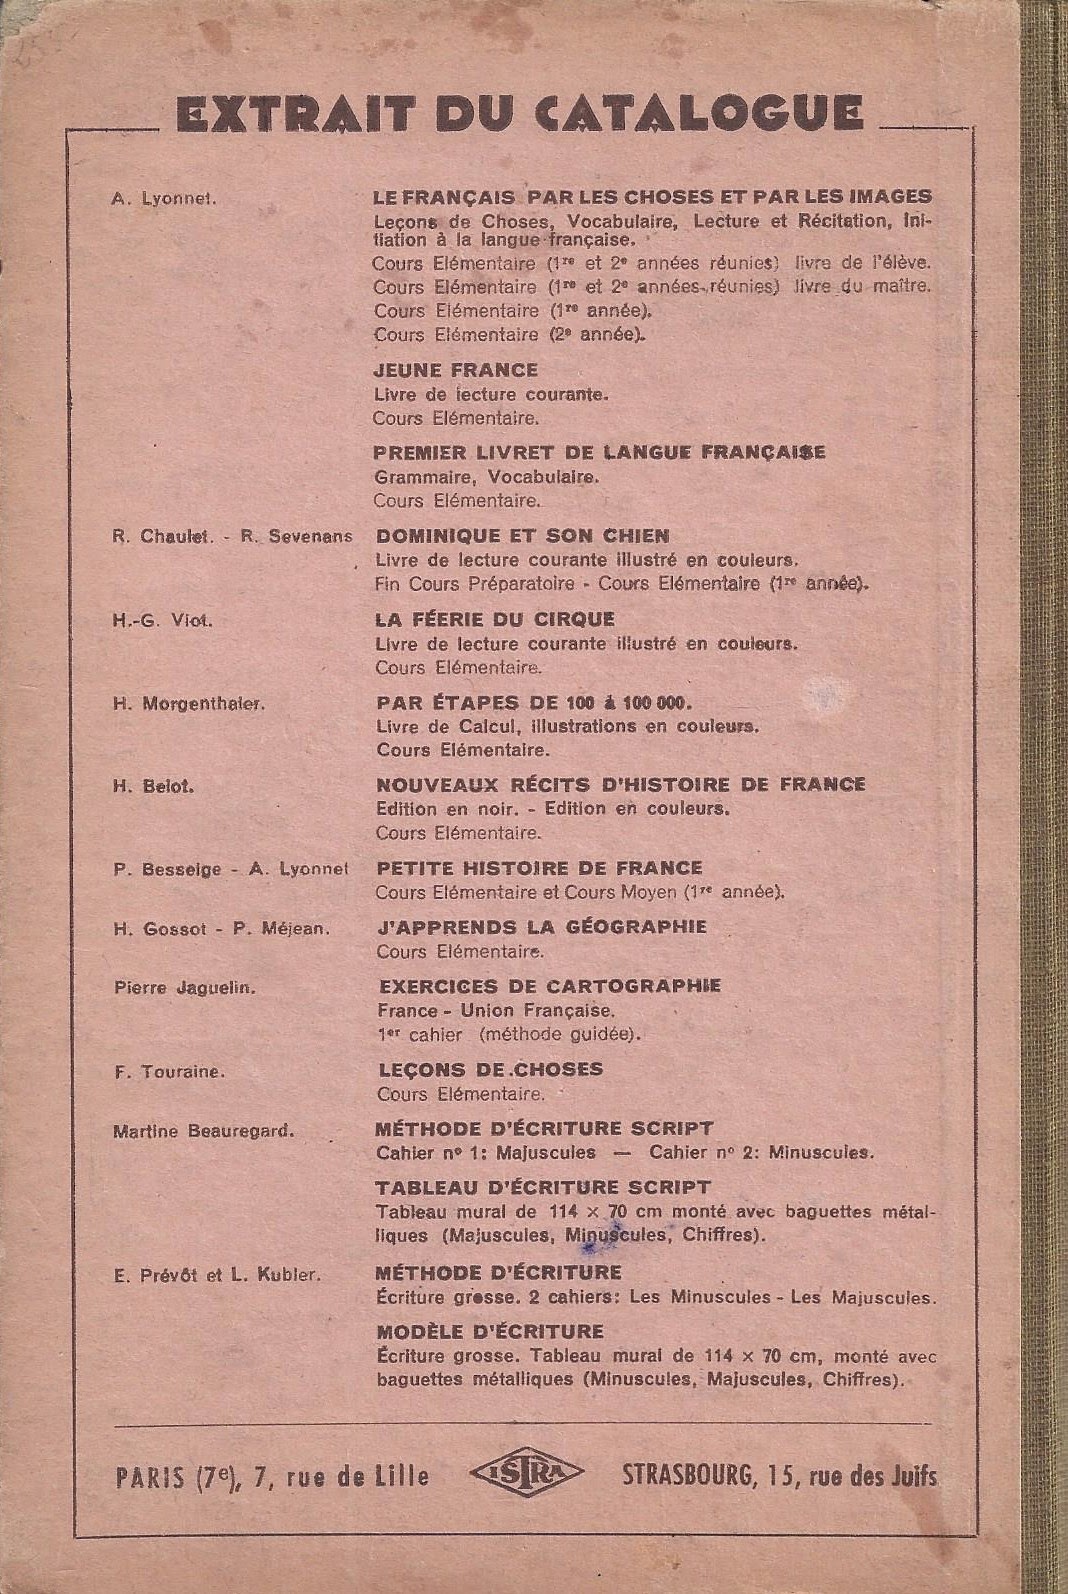 EXTRAIT DU CATALOGUE
A. Lyonnet. LE FRANÇAIS PAR LES CHOSES ET PAR LES IMAGES
Leçons de Choses, Vocabulaire, Lecture et Récitation, Ini-
tiation à la langue française.
Cours Elémentaire (1re et 2e années réunies) livre de l'élève.
Cours Elémentaire (1re et 2e années réunies) livre du maître.
Cours Elémentaire (1re année).
Cours Elémentaire (2e année).
JEUNE FRANCE
Livre de lecture courante.
Cours Elémentaire.
PREMIER LIVRET DE LANGUE FRANÇAISE
Grammaire, Vocabulaire.
Cours Elémentaire.
R. Chaulet. - R. Sevenans DOMINIQUE ET SON CHIEN
Livre de lecture courante illustré en couleurs.
Fin Cours Préparatoire - Cours Elémentaire (1re année).
H.-G. Viot. LA FÉERIE DU CIRQUE
Livre de lecture courante illustré en couleurs.
Cours Elémentaire.
H. Morgenthaler. PAR ÉTAPES DE 100 à 100 000.
Livre de Calcul, illustrations en couleurs.
Cours Elémentaire.
H. Belot. NOUVEAUX RÉCITS D'HISTOIRE DE FRANCE
Edition en noir. - Edition en couleurs.
Cours Elémentaire.
P. Besseige - A. Lyonnet PETITE HISTOIRE DE FRANCE
Cours Elémentaire et Cours Moyen (1re année).
H. Gossot - P. Méjean. J'APPRENDS LA GÉOGRAPHIE
Cours Elémentaire.
Pierre Jaguelin. EXERCICES DE CARTOGRAPHIE
France - Union Française.
1er cahier (méthode guidée).
F. Touraine. LEÇONS DE CHOSES
Cours Elémentaire.
Martine Beauregard. MÉTHODE D'ÉCRITURE SCRIPT
Cahier nº 1: Majuscules — Cahier nº 2: Minuscules.
TABLEAU D'ÉCRITURE SCRIPT
Tableau mural de 114 x 70 cm monté avec baguettes métal-
liques (Majuscules, Minuscules, Chiffres).
E. Prévôt et L. Kubler. MÉTHODE D'ÉCRITURE
Écriture grosse. 2 cahiers: Les Minuscules - Les Majuscules.
MODÈLE D'ÉCRITURE
Écriture grosse. Tableau mural de 114 x 70 cm, monté avec
baguettes métalliques (Minuscules, Majuscules, Chiffres).
PARIS (7e), 7, rue de Lille ISTRA STRASBOURG, 15, rue des Juifs